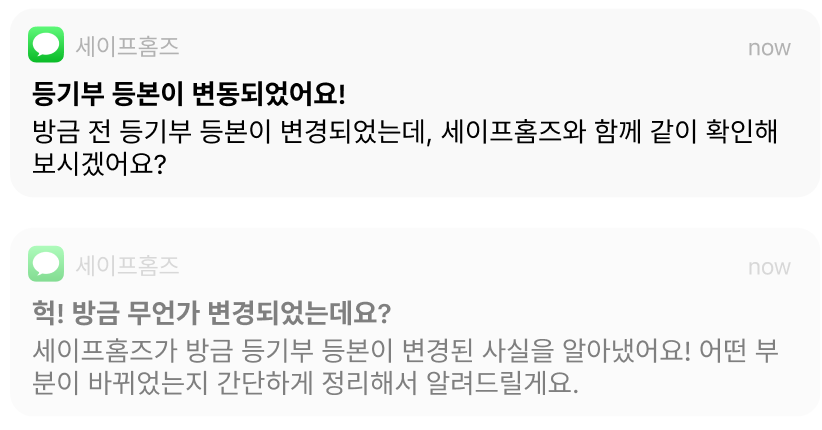 세이프홈즈 now
등기부 등본이 변동되었어요!
방금 전 등기부 등본이 변경되었는데, 세이프홈즈와 함께 같이 확인해
보시겠어요?
세이프홈즈 now
헉! 방금 무언가 변경되었는데요?
세이프홈즈가 방금 등기부 등본이 변경된 사실을 알아냈어요! 어떤 부
분이 바뀌었는지 간단하게 정리해서 알려드릴게요.